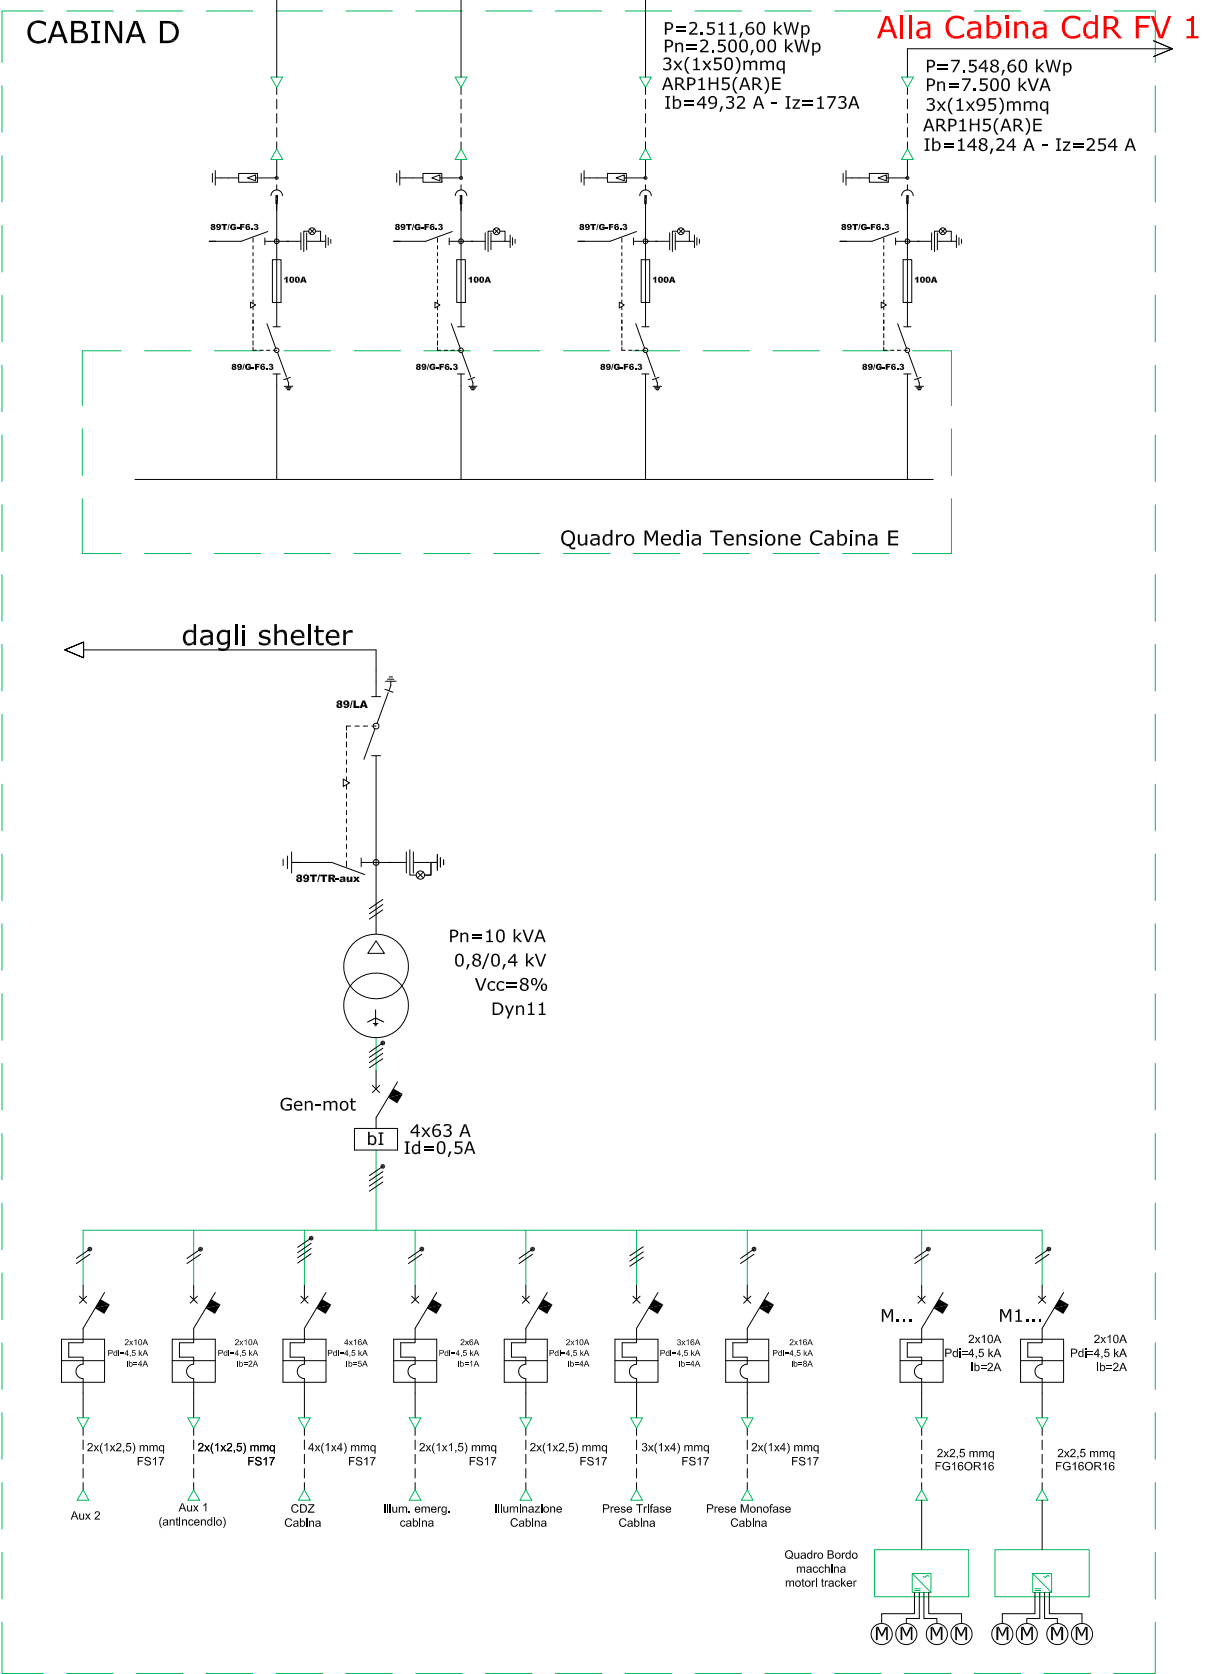 CABINA D
P=2.511,60 kWp
Pn=2.500,00 kWp
3x(1x50)mmq
ARP1H5(AR)E
Ib=49,32 A - Iz=173A
Alla Cabina CdR FV 1
P=7.548,60 kWp
Pn=7.500 kVA
3x(1x95)mmq
ARP1H5(AR)E
Ib=148,24 A - Iz=254 A
89T/G-F6.3
89T/G-F6.3
89T/G-F6.3
89T/G-F6.3
100A
100A
100A
100A
89/G-F6.3
89/G-F6.3
89/G-F6.3
89/G-F6.3
Quadro Media Tensione Cabina E
dagli shelter
89/LA
89T/TR-aux
Pn=10 kVA
0,8/0,4 kV
Vcc=8%
Dyn11
Gen-mot
bI
4x63 A
Id=0,5A
2x10A
Pdi=4,5 kA
Ib=4A
2x10A
Pdi=4,5 kA
Ib=2A
4x16A
Pdi=4,5 kA
Ib=5A
2x6A
Pdi=4,5 kA
Ib=1A
2x10A
Pdi=4,5 kA
Ib=4A
3x16A
Pdi=4,5 kA
Ib=4A
2x16A
Pdi=4,5 kA
Ib=8A
M...
2x10A
Pdi=4,5 kA
Ib=2A
M1...
2x10A
Pdi=4,5 kA
Ib=2A
2x(1x2,5) mmq
FS17
2x(1x2,5) mmq
FS17
4x(1x4) mmq
FS17
2x(1x1,5) mmq
FS17
2x(1x2,5) mmq
FS17
3x(1x4) mmq
FS17
2x(1x4) mmq
FS17
2x2,5 mmq
FG16OR16
2x2,5 mmq
FG16OR16
Aux 2
Aux 1
(antincendio)
CDZ
Cabina
Illum. emerg.
cabina
Illuminazione
Cabina
Prese Trifase
Cabina
Prese Monofase
Cabina
Quadro Bordo
macchina
motori tracker
M M M M
M M M M